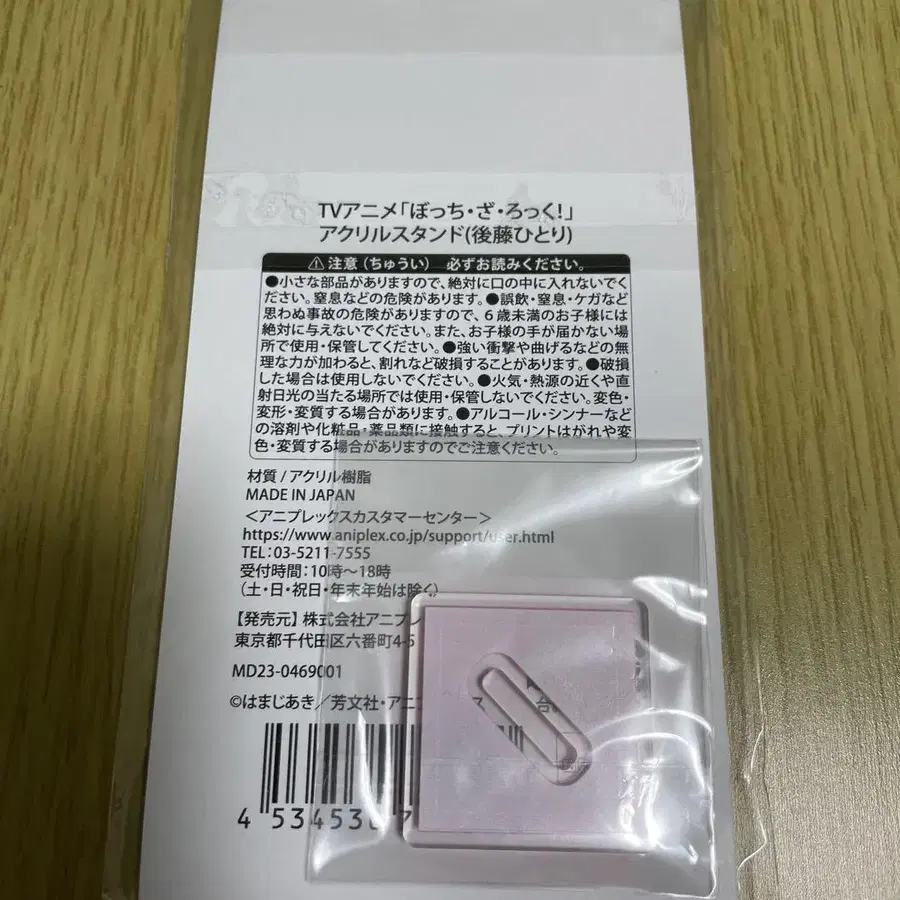 TVアニメ「ぼっち・ざ・ろっく!」
アクリルスタンド(後藤ひとり)
⚠注意(ちゅうい) 必ずお読みください。
●小さな部品がありますので、絶対に口の中に入れないでく
ださい。窒息などの危険があります。●誤飲・窒息・ケガなど
思わぬ事故の危険がありますので、6歳未満のお子様には
絶対に与えないでください。また、お子様の手が届かない場
所で使用・保管してください。●強い衝撃や曲げるなどの無
理な力が加わると、割れなど破損することがあります。●破損
した場合は使用しないでください。●火気・熱源の近くや直
射日光の当たる場所では使用・保管しないでください。変色・
変形・変質する場合があります。●アルコール・シンナーなど
の溶剤や化粧品・薬品類に接触すると、プリントはがれや変
色・変質する場合がありますのでご注意ください。
材質/アクリル樹脂
MADE IN JAPAN
<アニプレックスカスタマーセンター>
https://www.aniplex.co.jp/support/user.html
TEL:03-5211-7555
受付時間:10時〜18時
(土・日・祝日・年末年始は除く)
【発売元】株式会社アニプレ
東京都千代田区六番町4-5
MD23-0469001
©はまじあき/芳文社・アニ
4 534530 7